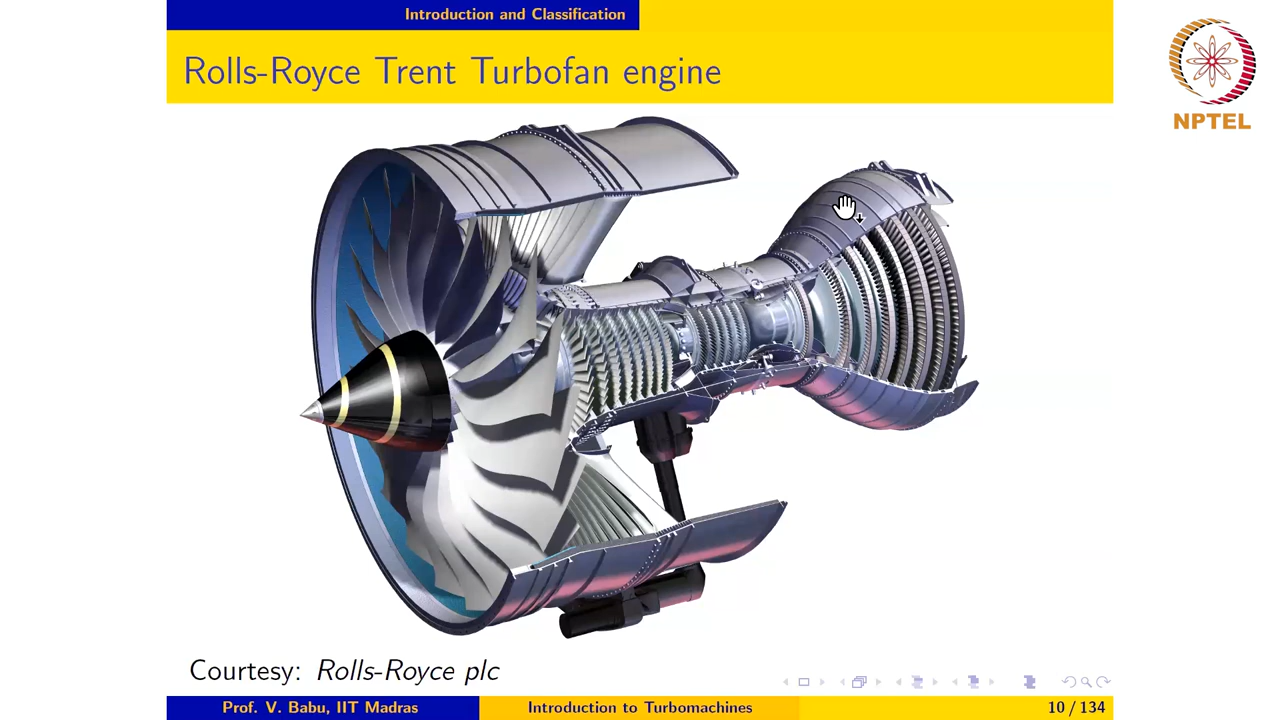 Introduction and Classification
Rolls-Royce Trent Turbofan engine
NPTEL
Courtesy: Rolls-Royce plc
Prof. V. Babu, IIT Madras
Introduction to Turbomachines
10 / 134